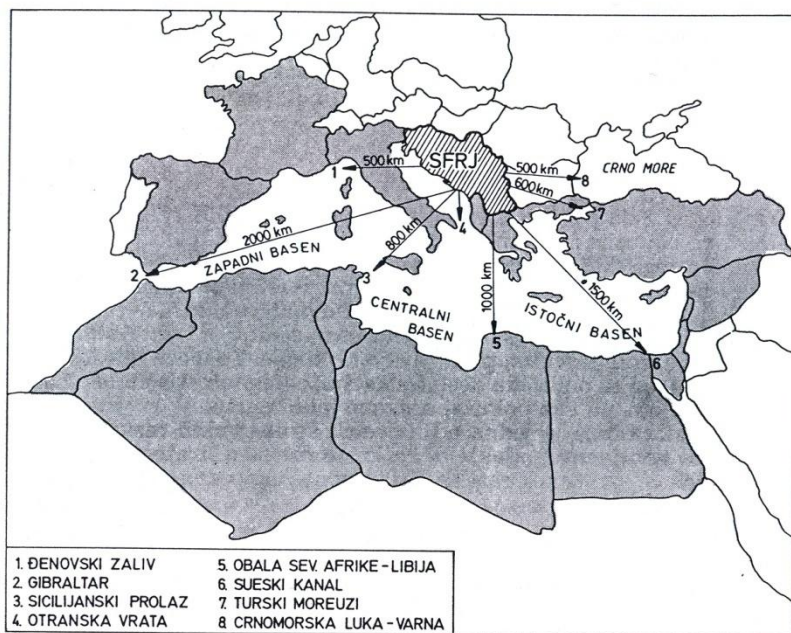 SFRJ
CRNO MORE
500 km
500 km
600 km
800 km
2000 km
1000 km
1500 km
ZAPADNI BASEN
CENTRALNI
BASEN
ISTOČNI BASEN
1
2
3
4
5
6
7
8
1. ĐENOVSKI ZALIV
2. GIBRALTAR
3. SICILIJANSKI PROLAZ
4. OTRANSKA VRATA
5. OBALA SEV. AFRIKE-LIBIJA
6. SUESKI KANAL
7. TURSKI MOREUZI
8 CRNOMORSKA LUKA-VARNA